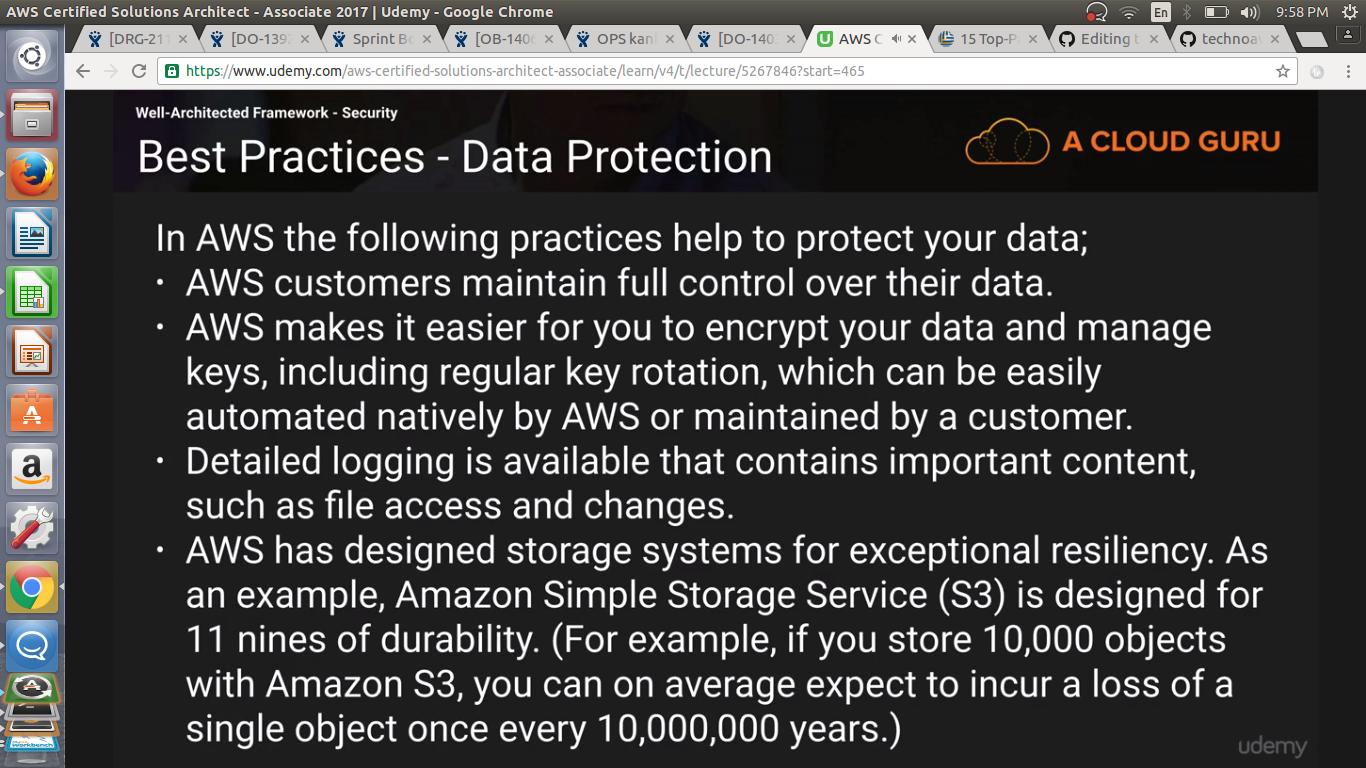 AWS Certified Solutions Architect - Associate 2017 | Udemy - Google Chrome
En
9:58 PM
[DRG-211
[DO-1392
Sprint Bo
[OB-1406
OPS kanl
[DO-1403
AWS C
15 Top-P
Editing t
technoa
https://www.udemy.com/aws-certified-solutions-architect-associate/learn/v4/t/lecture/5267846?start=465
Well-Architected Framework - Security
Best Practices - Data Protection
A CLOUD GURU
In AWS the following practices help to protect your data;
· AWS customers maintain full control over their data.
· AWS makes it easier for you to encrypt your data and manage
keys, including regular key rotation, which can be easily
automated natively by AWS or maintained by a customer.
· Detailed logging is available that contains important content,
such as file access and changes.
· AWS has designed storage systems for exceptional resiliency. As
an example, Amazon Simple Storage Service (S3) is designed for
11 nines of durability. (For example, if you store 10,000 objects
with Amazon S3, you can on average expect to incur a loss of a
single object once every 10,000,000 years.)
udemy